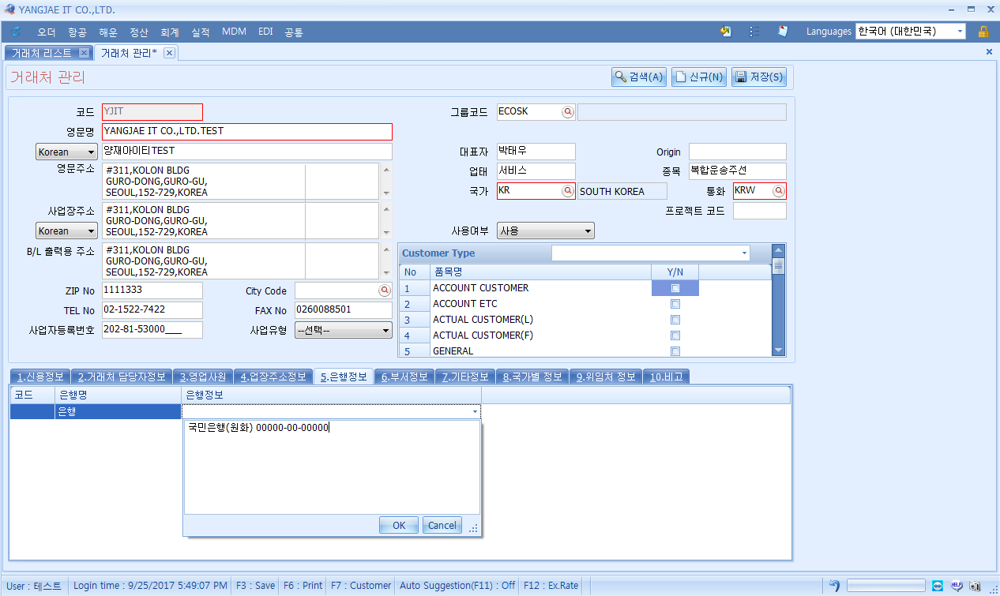 YANGJAE IT CO.,LTD.
오더 항공 해운 정산 회계 실적 MDM EDI 공통 Languages 한국어 (대한민국)
거래처 리스트 거래처 관리*
거래처 관리 검색(A) 신규(N) 저장(S)
코드 YJIT 그룹코드 ECOSK
영문명 YANGJAE IT CO.,LTD.TEST
Korean 양재아이티TEST 대표자 박태우 Origin
영문주소 #311,KOLON BLDG
GURO-DONG,GURO-GU,
SEOUL,152-729,KOREA
업태 서비스 종목 복합운송주선
국가 KR SOUTH KOREA 통화 KRW
사업장주소 Korean #311,KOLON BLDG
GURO-DONG,GURO-GU,
SEOUL,152-729,KOREA
프로젝트 코드
사용여부 사용
B/L 출력용 주소 #311,KOLON BLDG
GURO-DONG,GURO-GU,
SEOUL,152-729,KOREA
ZIP No 1111333 City Code
TEL No 02-1522-7422 FAX No 0260088501
사업자등록번호 202-81-53000___ 사업유형 --선택--
Customer Type
No 품목명 Y/N
1 ACCOUNT CUSTOMER
2 ACCOUNT ETC
3 ACTUAL CUSTOMER(L)
4 ACTUAL CUSTOMER(F)
5 GENERAL
1.신용정보 2.거래처 담당자정보 3.영업사원 4.업장주소정보 5.은행정보 6.부서정보 7.기타정보 8.국가별 정보 9.위임처 정보 10.비고
코드 은행명 은행정보
은행
국민은행(원화) 00000-00-00000
OK Cancel
User : 테스트 Login time : 9/25/2017 5:49:07 PM F3 : Save F6 : Print F7 : Customer Auto Suggestion(F11) : Off F12 : Ex.Rate HELP